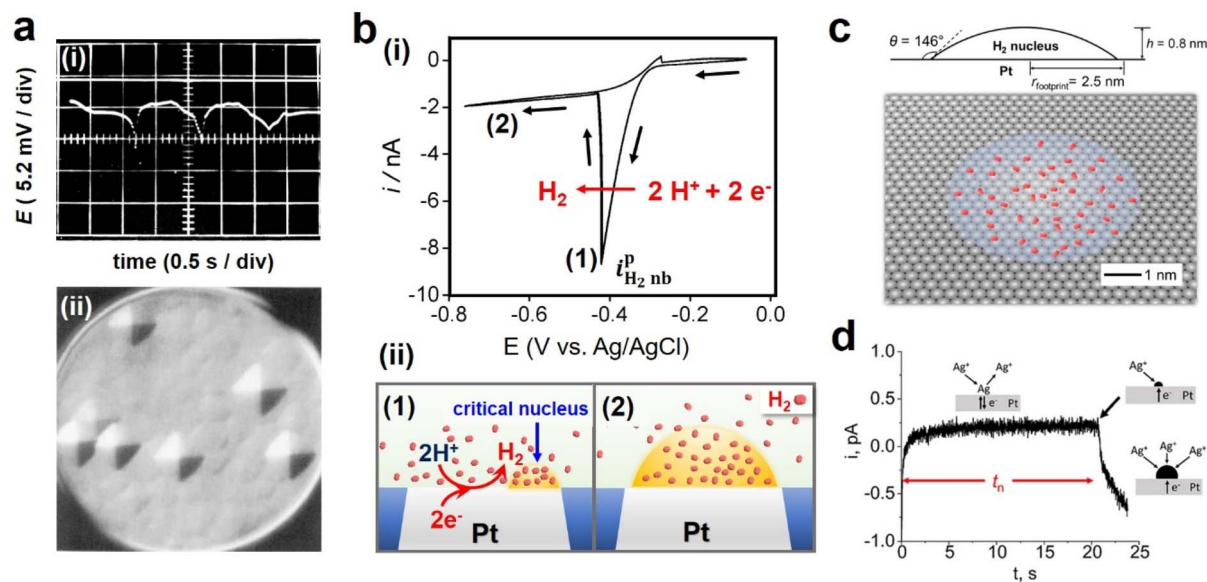 a
(i)
E ( 5.2 mV / div)
time (0.5 s / div)
(ii)
b
(i)
0
-2
-4
-6
-8
-10
i / nA
(2)
H₂
2 H⁺ + 2 e⁻
(1)
i^p_{H₂ nb}
-0.8
-0.6
-0.4
-0.2
0.0
E (V vs. Ag/AgCl)
(ii)
(1)
critical nucleus
2H⁺
H₂
2e⁻
Pt
(2)
H₂
Pt
c
θ = 146°
H₂ nucleus
h = 0.8 nm
Pt
r_footprint = 2.5 nm
1 nm
d
1.0
0.5
0.0
-0.5
-1.0
i, pA
Ag⁺
Ag⁺
Ag
e⁻
Pt
e⁻
Pt
Ag⁺
Ag⁺
Ag⁺
e⁻
Pt
t_n
0
5
10
15
20
25
t, s